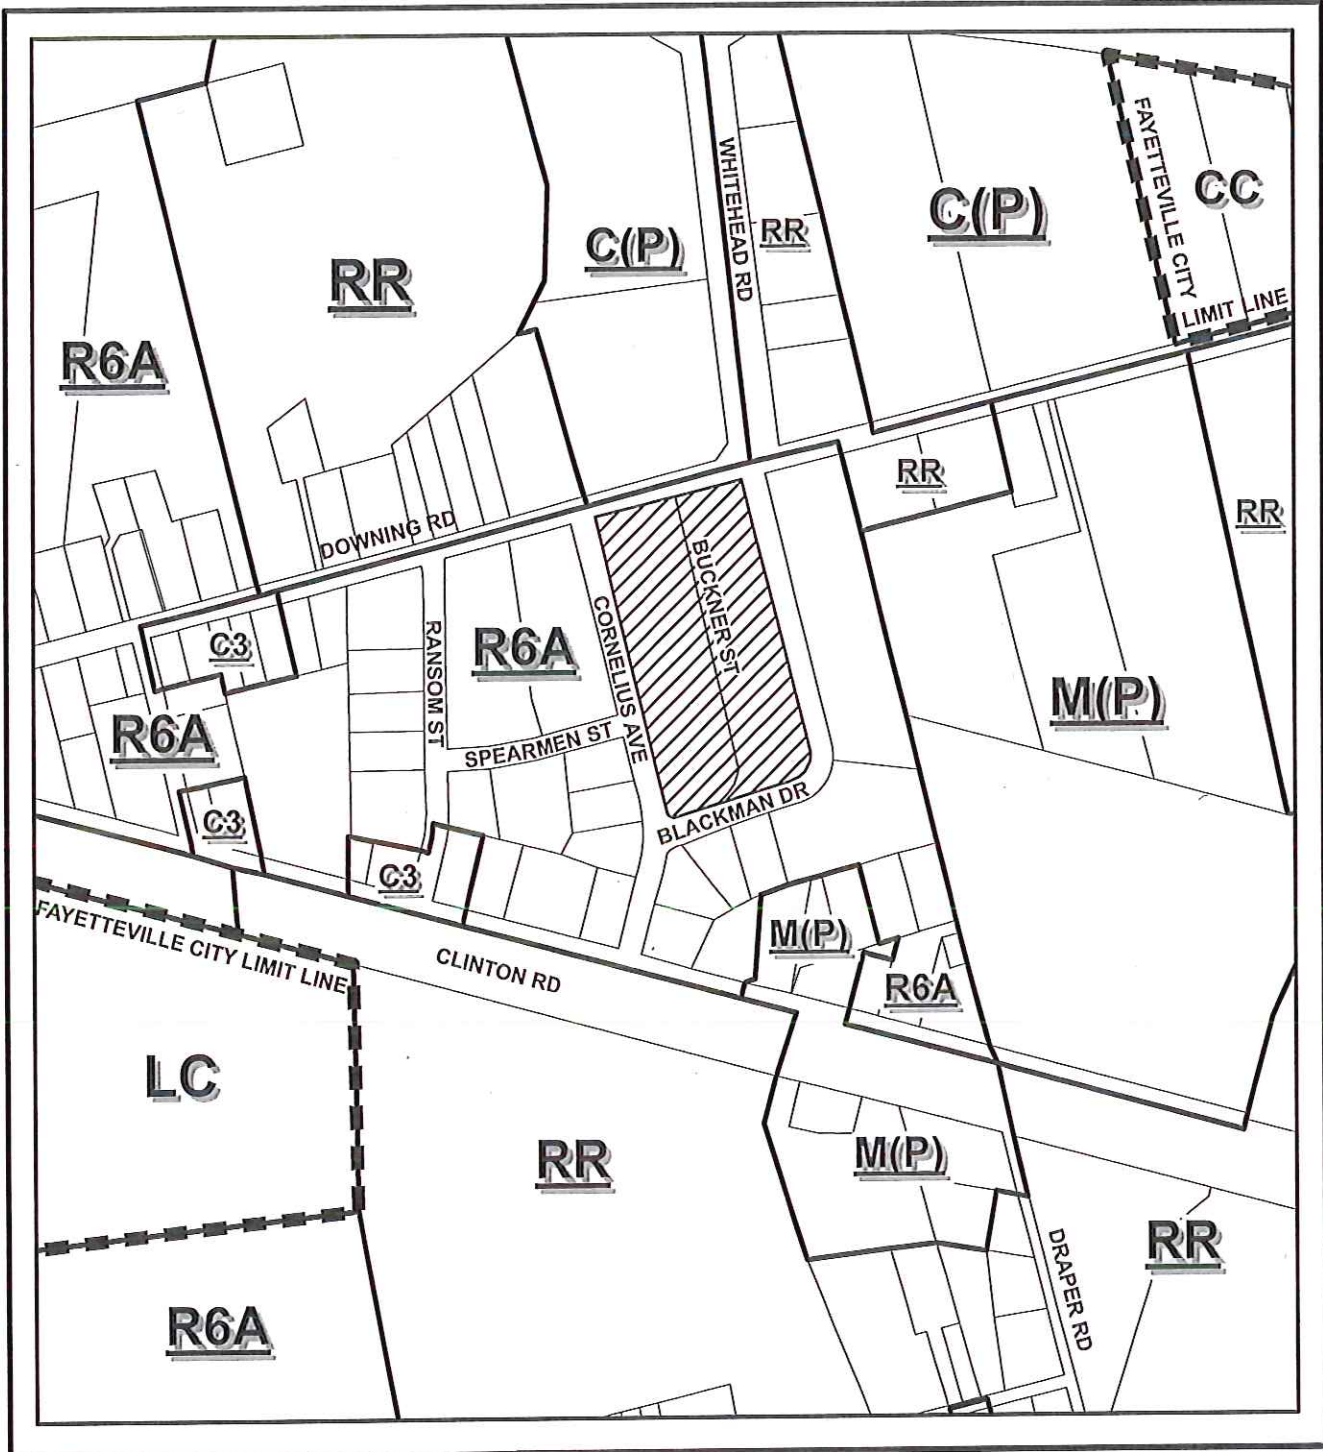 WHITEHEAD RD
FAYETTEVILLE CITY
LIMIT LINE
CC
C(P)
RR
C(P)
RR
R6A
RR
RR
DOWNING RD
BUCKNER ST
CORNELIUS AVE
RANSOM ST
R6A
C3
SPEARMEN ST
M(P)
R6A
BLACKMAN DR
C3
C3
FAYETTEVILLE CITY LIMIT LINE
CLINTON RD
M(P)
R6A
LC
RR
M(P)
RR
DRAPER RD
R6A